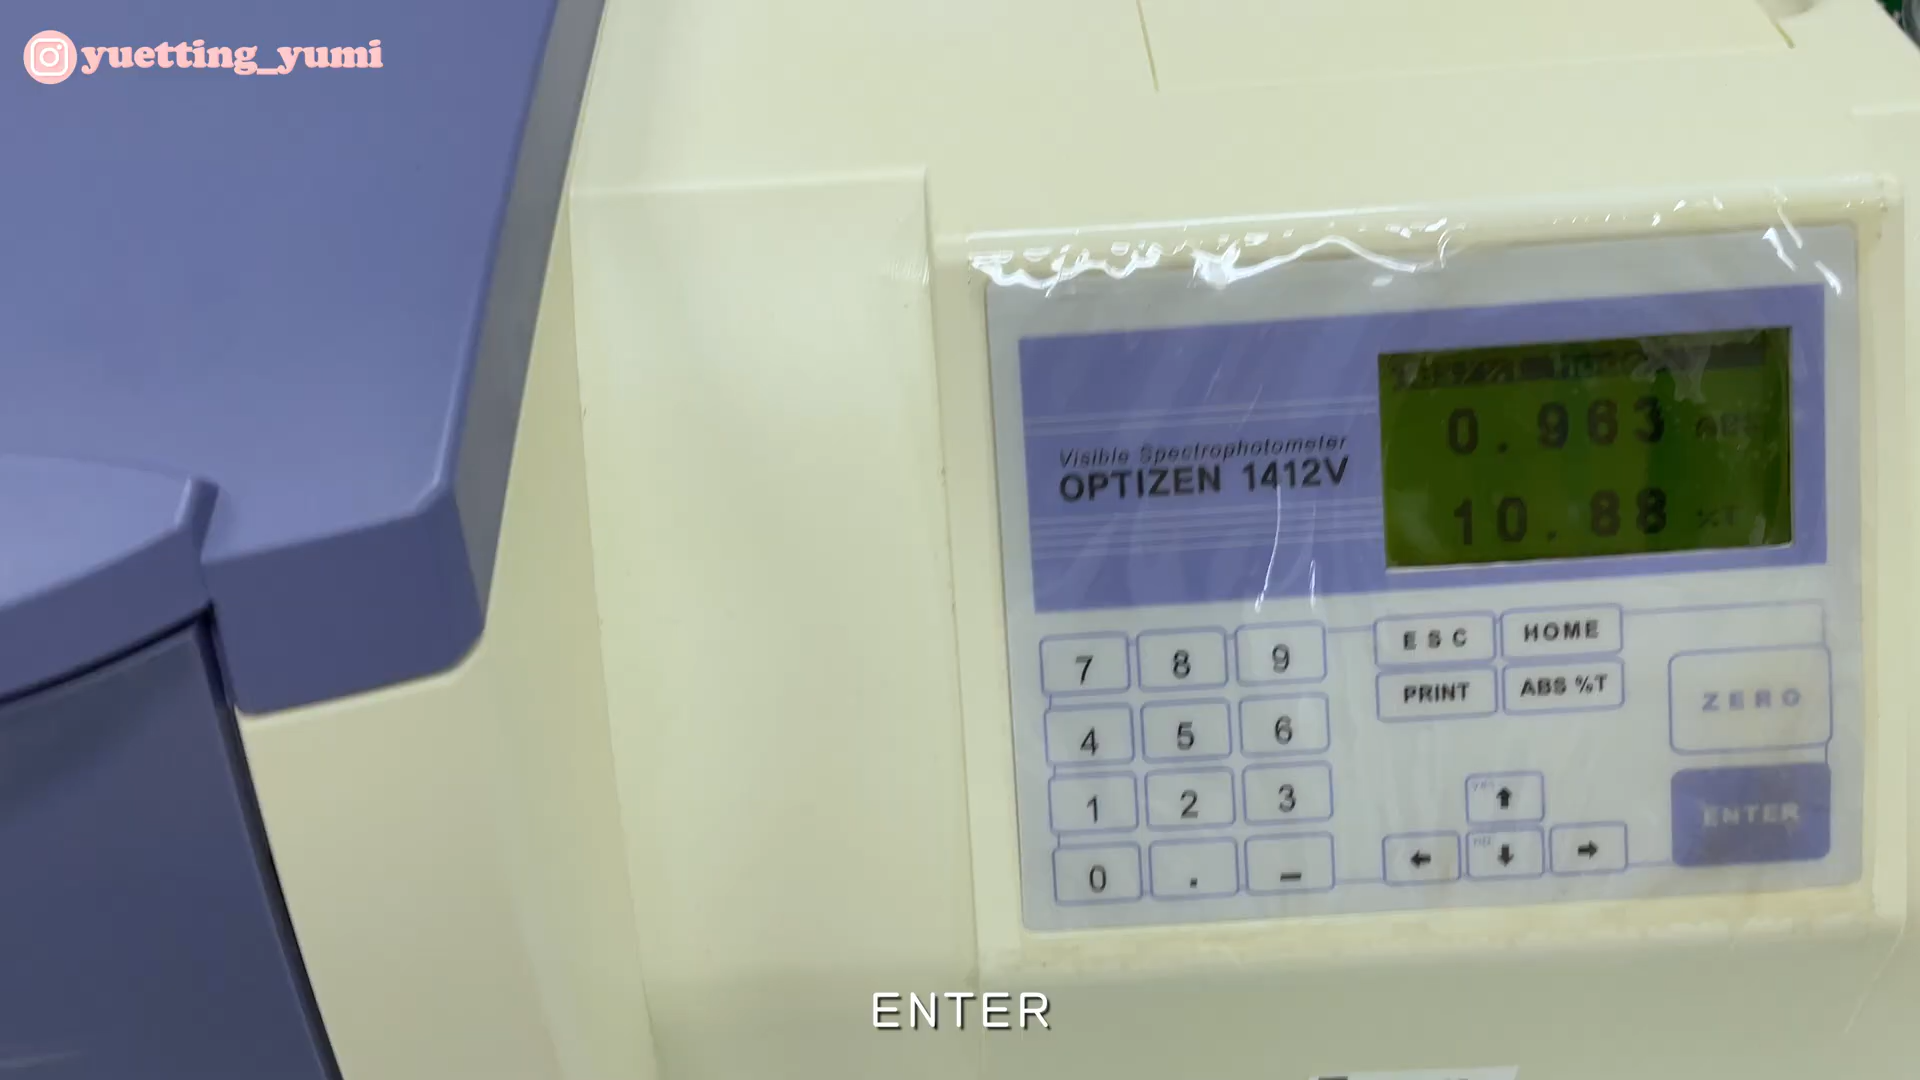 yuetting_yumi
Visible Spectrophotometer
OPTIZEN 1412V
0.963 ABS
10.88 %T
7 8 9
4 5 6
1 2 3
0 . –
ESC HOME
PRINT ABS %T
ZERO
↑
← ↓ →
ENTER
ENTER